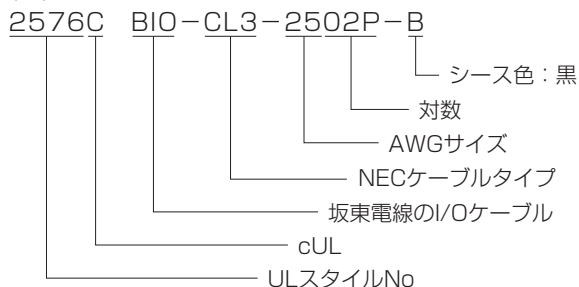 2576C BIO-CL3-2502P-B
シース色：黒
対数
AWGサイズ
NECケーブルタイプ
坂東電線のI/Oケーブル
cUL
ULスタイルNo